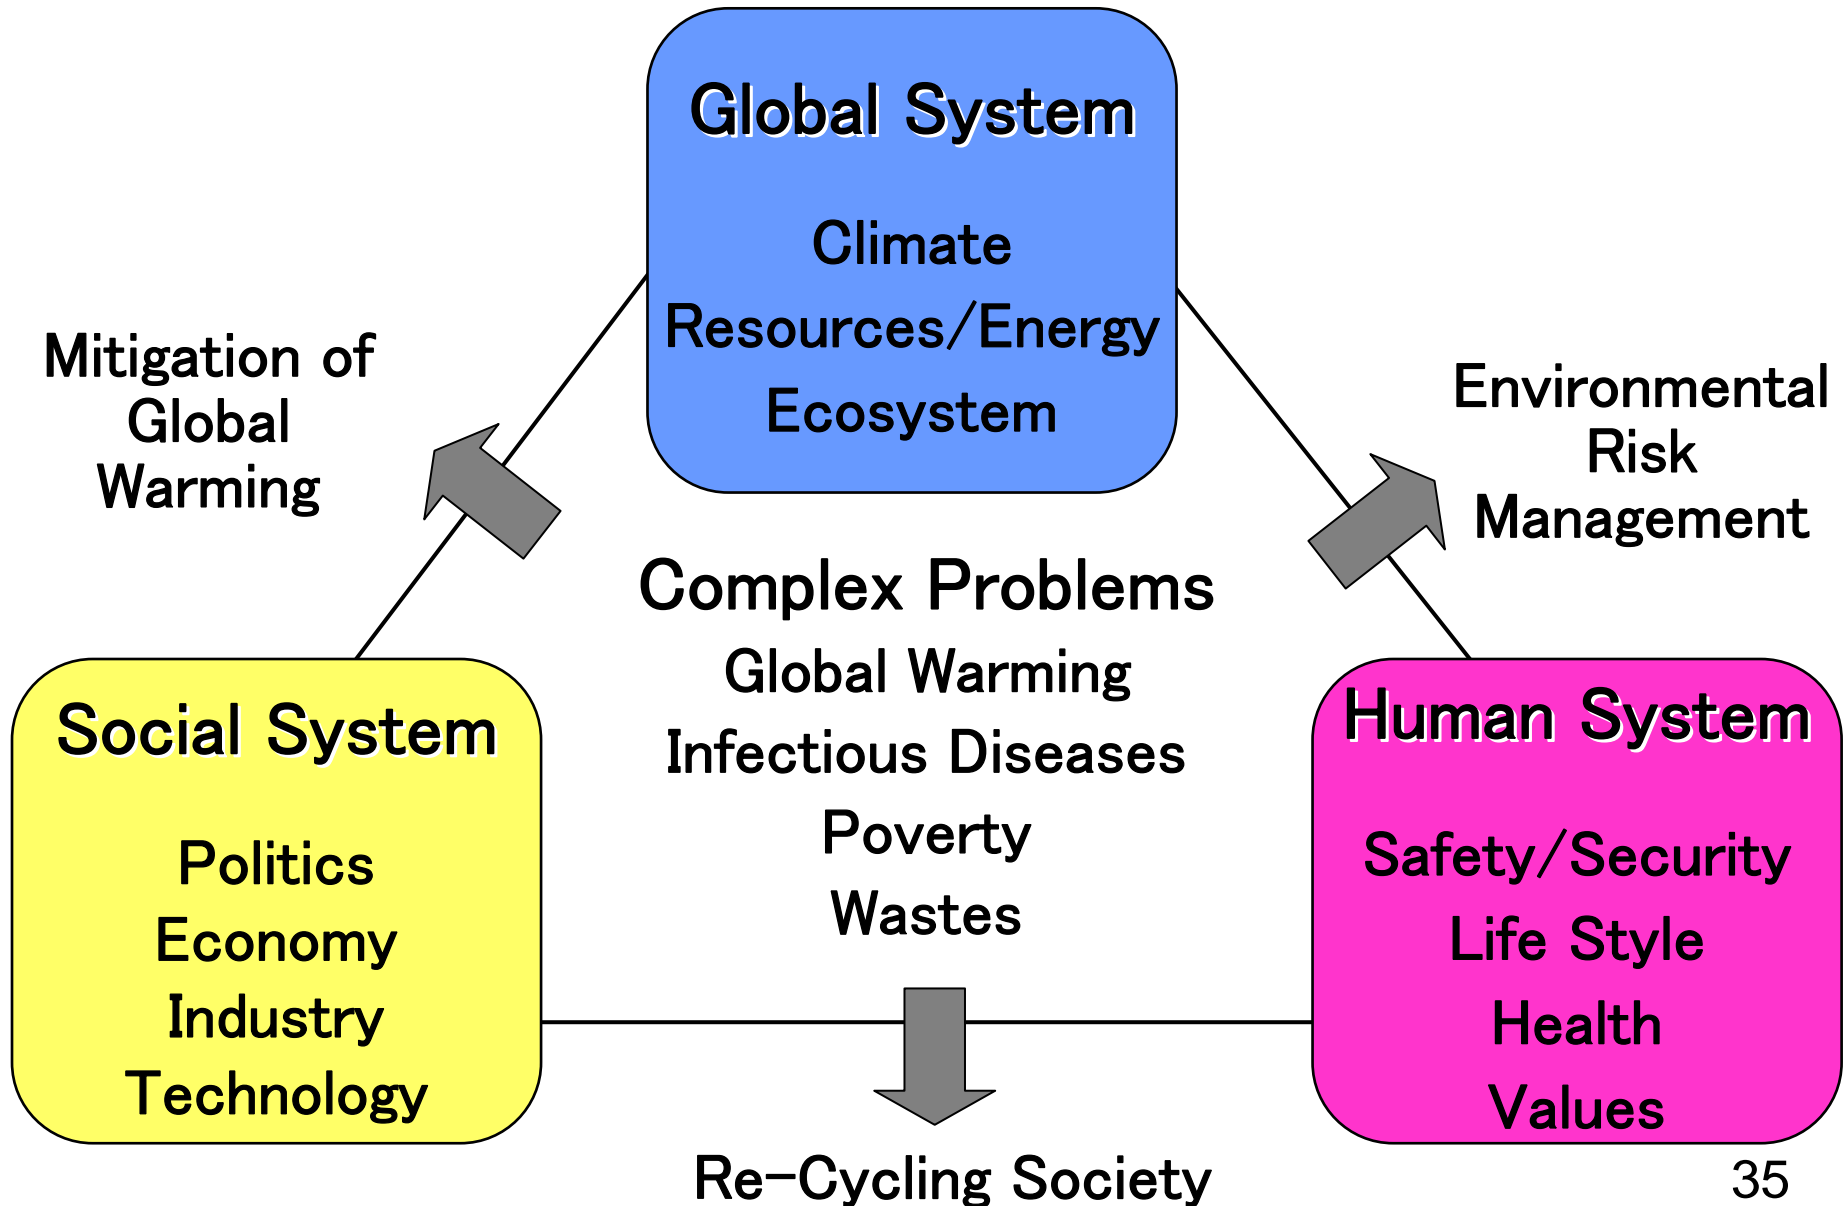 Global System
Climate
Resources/Energy
Ecosystem
Mitigation of
Global
Warming
Environmental
Risk
Management
Complex Problems
Global Warming
Infectious Diseases
Poverty
Wastes
Social System
Politics
Economy
Industry
Technology
Human System
Safety/Security
Life Style
Health
Values
Re-Cycling Society
35